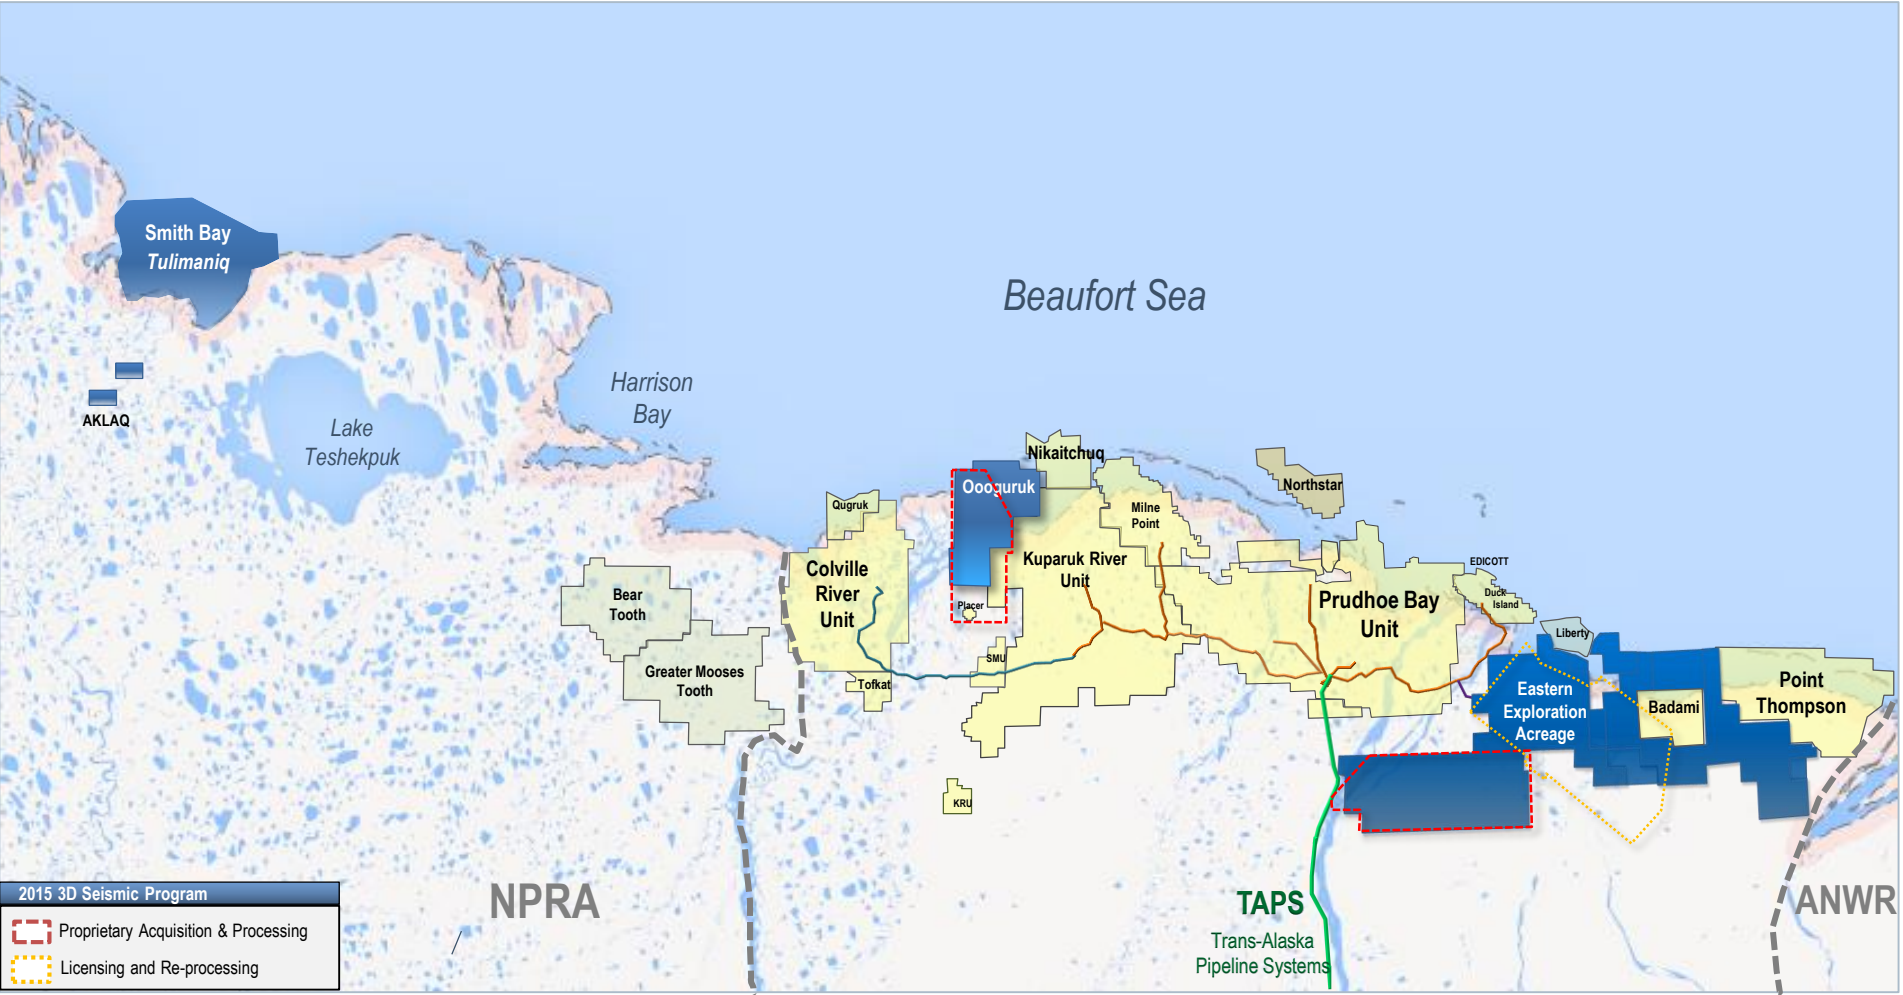 Smith Bay
Tulimaniq
AKLAQ
Lake
Teshekpuk
Harrison
Bay
Beaufort Sea
Nikaitchuq
Oooguruk
Qugruk
Milne
Point
Northstar
Colville
River
Unit
Kuparuk River
Unit
Bear
Tooth
Placer
Prudhoe Bay
Unit
EDICOTT
Duck
Island
Liberty
Greater Mooses
Tooth
SMU
Tofkat
Eastern
Exploration
Acreage
Badami
Point
Thompson
KRU
NPRA
TAPS
Trans-Alaska
Pipeline Systems
ANWR
2015 3D Seismic Program
Proprietary Acquisition & Processing
Licensing and Re-processing